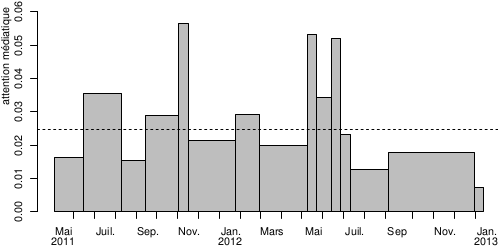 attention médiatique
0.06
0.05
0.04
0.03
0.02
0.01
0.00
Mai Juil. Sep. Nov. Jan. Mars Mai Juil. Sep Nov. Jan.
2011 2012 2013